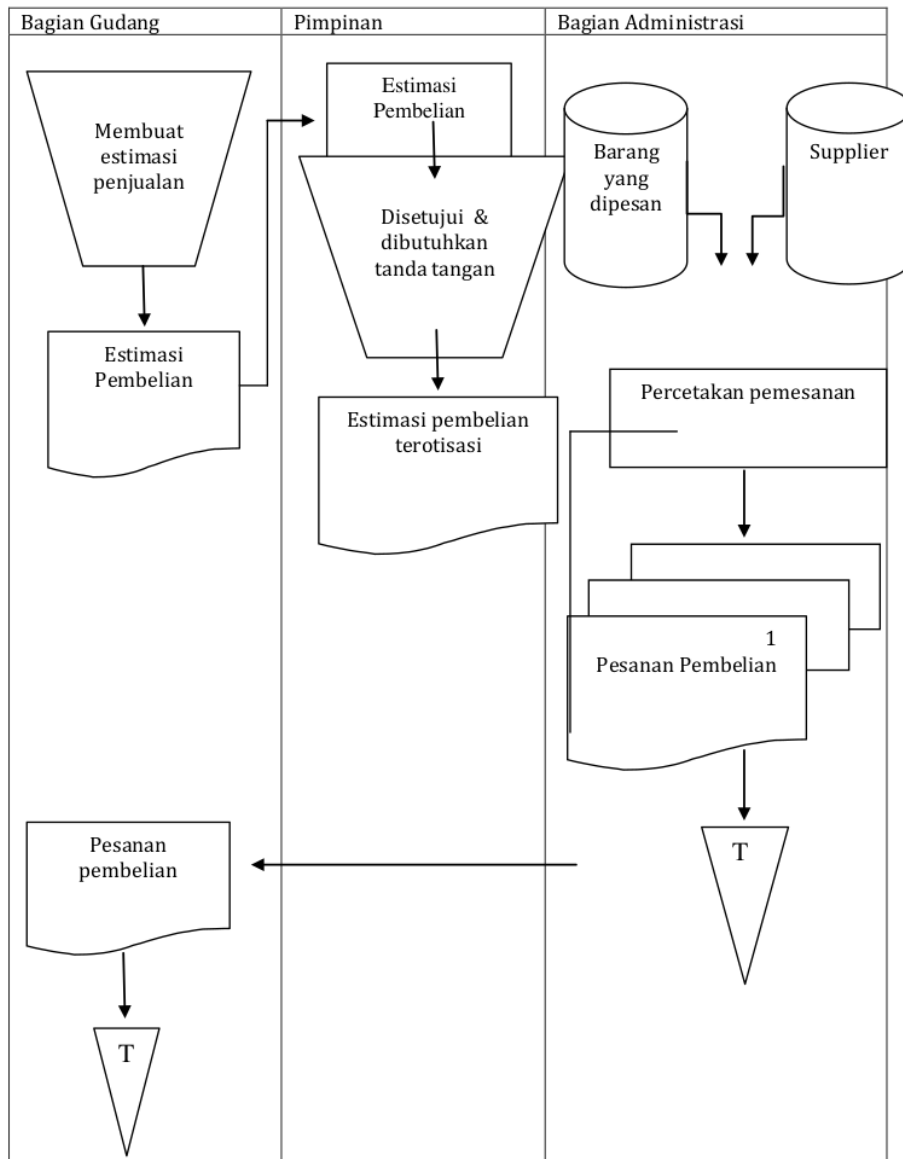 Bagian Gudang
Pimpinan
Bagian Administrasi
Membuat
estimasi
penjualan
Estimasi
Pembelian
Estimasi
Pembelian
Disetujui & 
dibutuhkan
tanda tangan
Estimasi pembelian
terotisasi
Barang
yang
dipesan
Supplier
Percetakan pemesanan
1
Pesanan Pembelian
T
Pesanan
pembelian
T